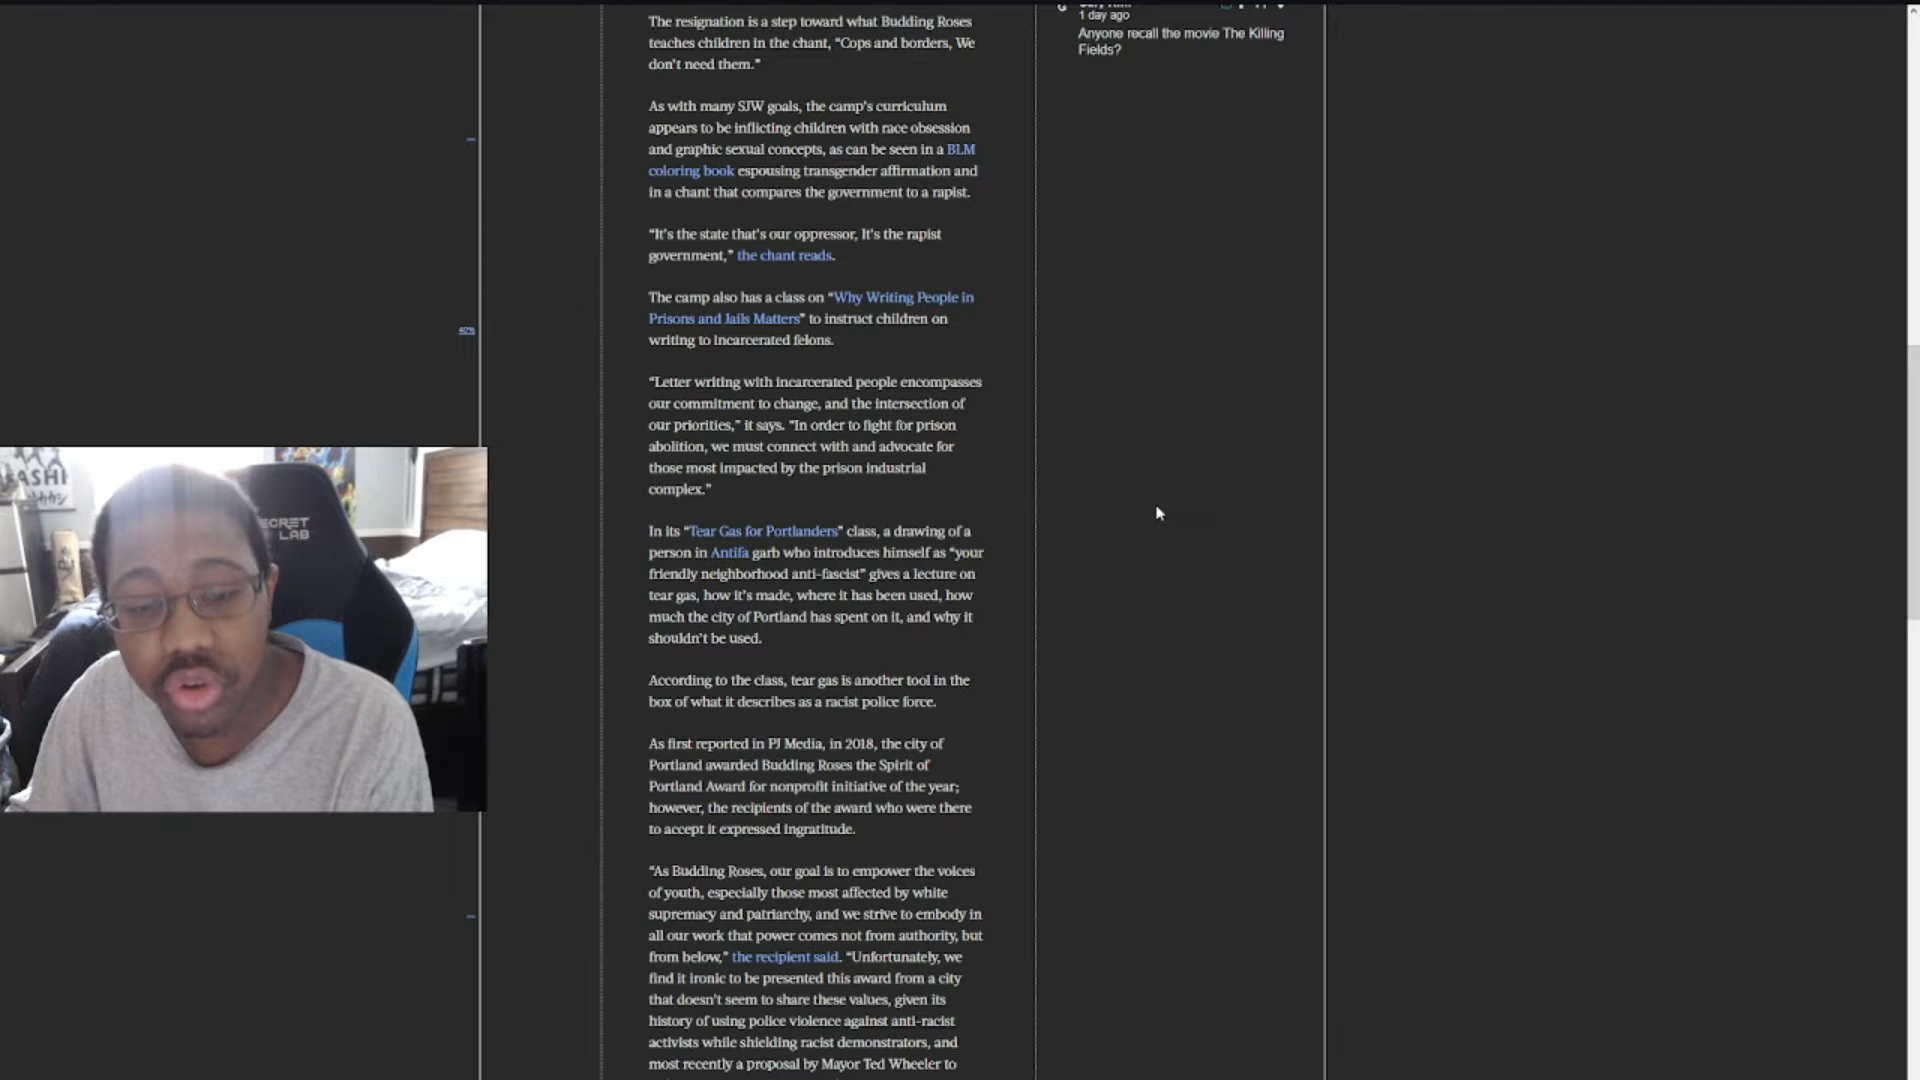 The resignation is a step toward what Budding Roses
teaches children in the chant, “Cops and borders, We
don’t need them.”
As with many SJW goals, the camp’s curriculum
appears to be inflicting children with race obsession
and graphic sexual concepts, as can be seen in a BLM
coloring book espousing transgender affirmation and
in a chant that compares the government to a rapist.
“It’s the state that’s our oppressor, It’s the rapist
government,” the chant reads.
The camp also has a class on “Why Writing People in
Prisons and Jails Matters” to instruct children on
writing to incarcerated felons.
“Letter writing with incarcerated people encompasses
our commitment to change, and the intersection of
our priorities,” it says. “In order to fight for prison
abolition, we must connect with and advocate for
those most impacted by the prison industrial
complex.”
In its “Tear Gas for Portlanders” class, a drawing of a
person in Antifa garb who introduces himself as “your
friendly neighborhood anti-fascist” gives a lecture on
tear gas, how it’s made, where it has been used, how
much the city of Portland has spent on it, and why it
shouldn’t be used.
According to the class, tear gas is another tool in the
box of what it describes as a racist police force.
As first reported in PJ Media, in 2018, the city of
Portland awarded Budding Roses the Spirit of
Portland Award for nonprofit initiative of the year;
however, the recipients of the award who were there
to accept it expressed ingratitude.
“As Budding Roses, our goal is to empower the voices
of youth, especially those most affected by white
supremacy and patriarchy, and we strive to embody in
all our work that power comes not from authority, but
from below,” the recipient said. “Unfortunately, we
find it ironic to be presented this award from a city
that doesn’t seem to share these values, given its
history of using police violence against anti-racist
activists while shielding racist demonstrators, and
most recently a proposal by Mayor Ted Wheeler to
1 day ago
Anyone recall the movie The Killing
Fields?
40%
ASHI
ECRET
LAB